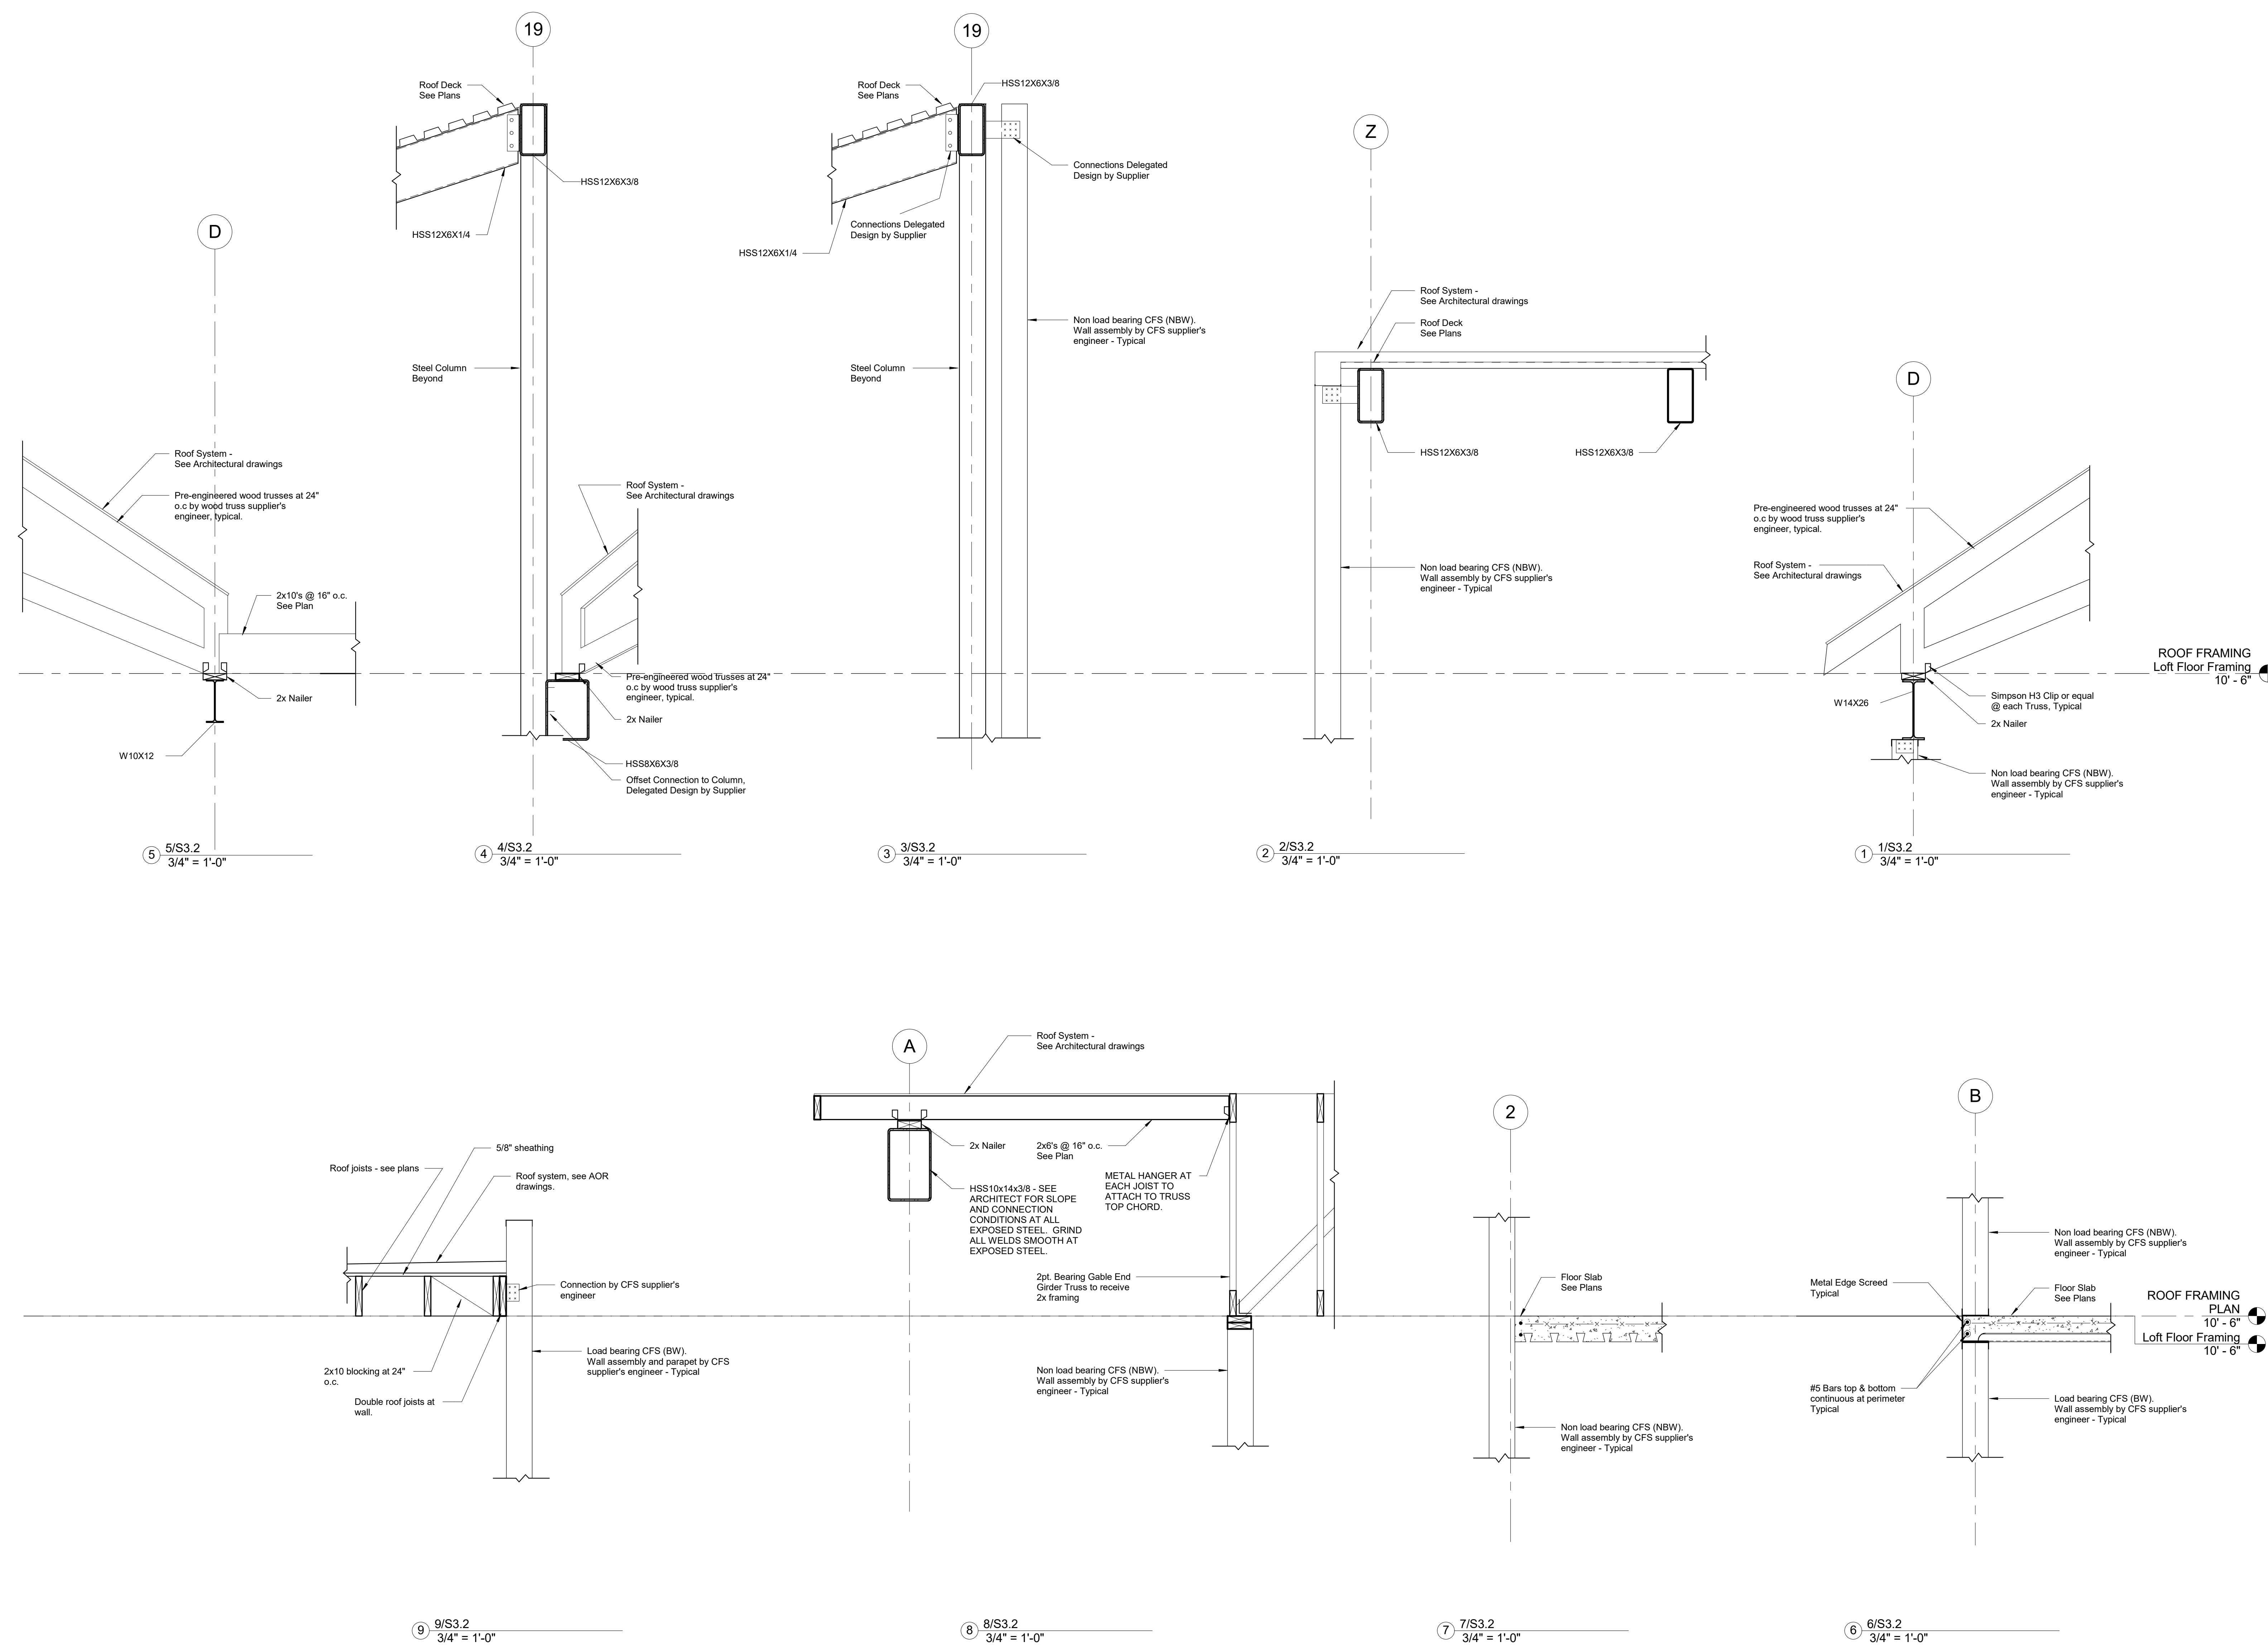 D
Roof System -
See Architectural drawings
Pre-engineered wood trusses at 24"
o.c by wood truss supplier's
engineer, typical.
2x10's @ 16" o.c.
See Plan
2x Nailer
W10X12
5
5/S3.2
3/4" = 1'-0"
19
Roof Deck
See Plans
HSS12X6X3/8
HSS12X6X1/4
Steel Column
Beyond
Roof System -
See Architectural drawings
Pre-engineered wood trusses at 24"
o.c by wood truss supplier's
engineer, typical.
2x Nailer
HSS8X6X3/8
Offset Connection to Column,
Delegated Design by Supplier
4
4/S3.2
3/4" = 1'-0"
19
Roof Deck
See Plans
HSS12X6X3/8
Connections Delegated
Design by Supplier
Connections Delegated
Design by Supplier
HSS12X6X1/4
Non load bearing CFS (NBW).
Wall assembly by CFS supplier's
engineer - Typical
Steel Column
Beyond
3
3/S3.2
3/4" = 1'-0"
Z
Roof System -
See Architectural drawings
Roof Deck
See Plans
HSS12X6X3/8
HSS12X6X3/8
Non load bearing CFS (NBW).
Wall assembly by CFS supplier's
engineer - Typical
2
2/S3.2
3/4" = 1'-0"
D
Pre-engineered wood trusses at 24"
o.c by wood truss supplier's
engineer, typical.
Roof System -
See Architectural drawings
W14X26
Simpson H3 Clip or equal
@ each Truss, Typical
2x Nailer
Non load bearing CFS (NBW).
Wall assembly by CFS supplier's
engineer - Typical
ROOF FRAMING
Loft Floor Framing
10' - 6"
1
1/S3.2
3/4" = 1'-0"
5/8" sheathing
Roof joists - see plans
Roof system, see AOR
drawings.
Connection by CFS supplier's
engineer
Load bearing CFS (BW).
Wall assembly and parapet by CFS
supplier's engineer - Typical
2x10 blocking at 24"
o.c.
Double roof joists at
wall.
9
9/S3.2
3/4" = 1'-0"
A
Roof System -
See Architectural drawings
2x Nailer
2x6's @ 16" o.c.
See Plan
HSS10x14x3/8 - SEE
ARCHITECT FOR SLOPE
AND CONNECTION
CONDITIONS AT ALL
EXPOSED STEEL. GRIND
ALL WELDS SMOOTH AT
EXPOSED STEEL.
METAL HANGER AT
EACH JOIST TO
ATTACH TO TRUSS
TOP CHORD.
2pt. Bearing Gable End
Girder Truss to receive
2x framing
Non load bearing CFS (NBW).
Wall assembly by CFS supplier's
engineer - Typical
8
8/S3.2
3/4" = 1'-0"
2
Floor Slab
See Plans
Non load bearing CFS (NBW).
Wall assembly by CFS supplier's
engineer - Typical
7
7/S3.2
3/4" = 1'-0"
B
Non load bearing CFS (NBW).
Wall assembly by CFS supplier's
engineer - Typical
Metal Edge Screed
Typical
Floor Slab
See Plans
#5 Bars top & bottom
continuous at perimeter
Typical
Load bearing CFS (BW).
Wall assembly by CFS supplier's
engineer - Typical
ROOF FRAMING
PLAN
10' - 6"
Loft Floor Framing
10' - 6"
6
6/S3.2
3/4" = 1'-0"